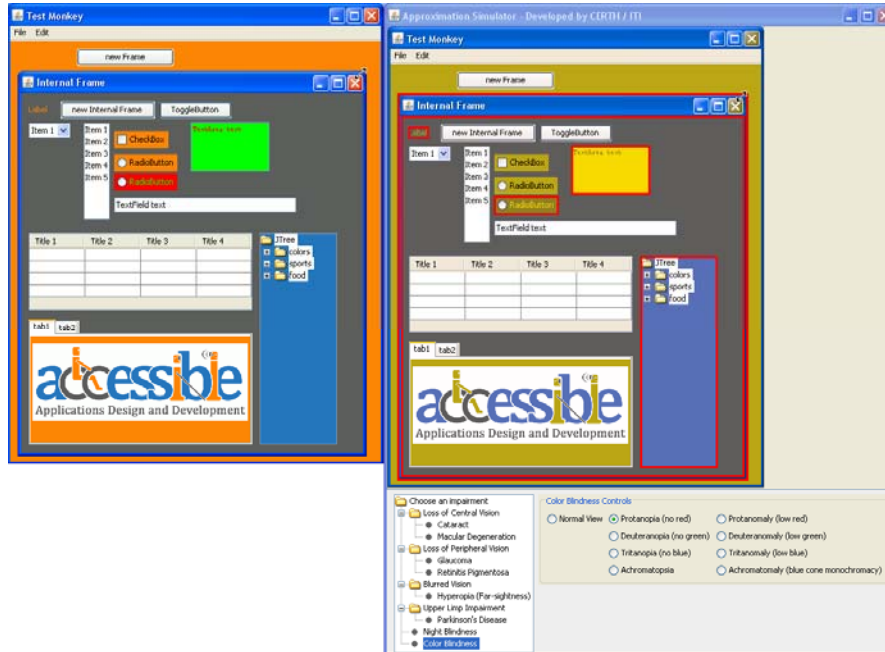 Test Monkey
File Edit
new Frame
Internal Frame
Label new Internal Frame ToggleButton
Item 1
Item 1
Item 2
Item 3
Item 4
Item 5
CheckBox
RadioButton
RadioButton
TextArea text
TextField text
Title 1 Title 2 Title 3 Title 4
JTree
colors
sports
food
tab1 tab2
accessible
Applications Design and Development
Approximation Simulator - Developed by CERTH / ITI
Test Monkey
File Edit
new Frame
Internal Frame
Label new Internal Frame ToggleButton
Item 1
Item 1
Item 2
Item 3
Item 4
Item 5
CheckBox
RadioButton
RadioButton
TextArea text
TextField text
Title 1 Title 2 Title 3 Title 4
JTree
colors
sports
food
tab1 tab2
accessible
Applications Design and Development
Choose an impairment
Loss of Central Vision
Cataract
Macular Degeneration
Loss of Peripheral Vision
Glaucoma
Retinitis Pigmentosa
Blurred Vision
Hyperopia (Far-sightness)
Upper Limp Impairment
Parkinson's Disease
Night Blindness
Color Blindness
Color Blindness Controls
Normal View Protanopia (no red) Protanomaly (low red)
Deuteranopia (no green) Deuteranomaly (low green)
Tritanopia (no blue) Tritanomaly (low blue)
Achromatopsia Achromatomaly (blue cone monochromacy)